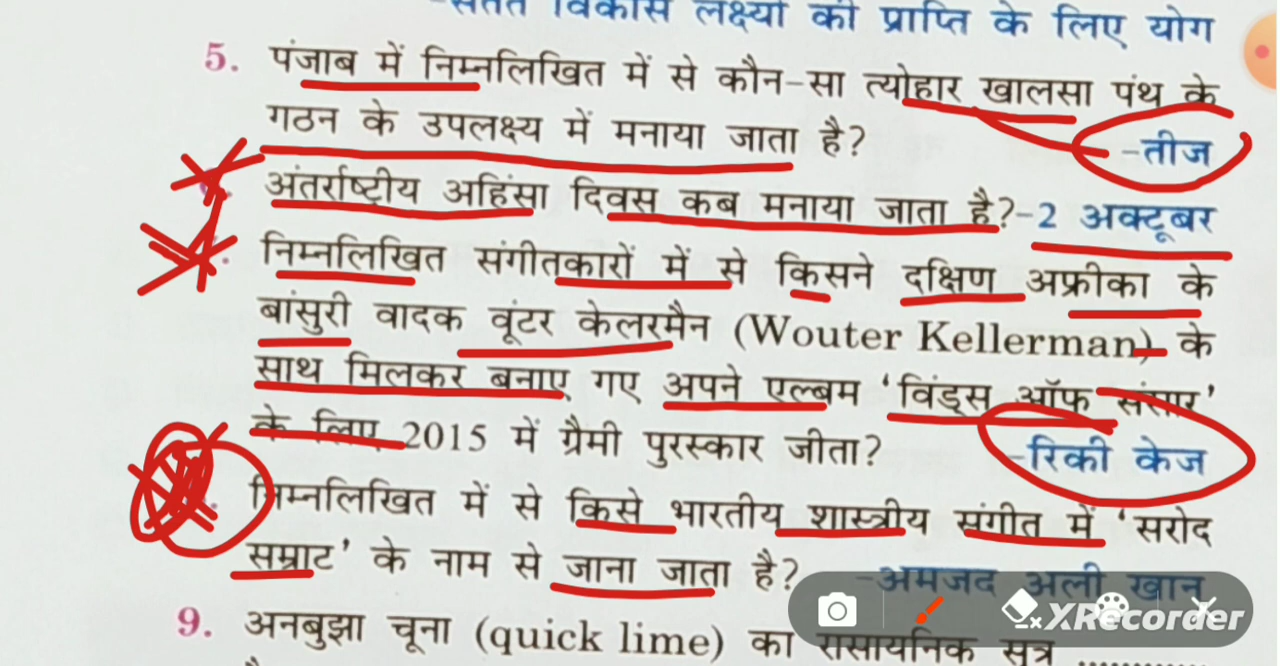 -सतत विकास लक्ष्यों की प्राप्ति के लिए योग
5. पंजाब में निम्नलिखित में से कौन-सा त्योहार खालसा पंथ के
गठन के उपलक्ष्य में मनाया जाता है? -तीज
अंतर्राष्ट्रीय अहिंसा दिवस कब मनाया जाता है?-2 अक्टूबर
निम्नलिखित संगीतकारों में से किसने दक्षिण अफ्रीका के
बांसुरी वादक वूंटर केलरमैन (Wouter Kellerman) के
साथ मिलकर बनाए गए अपने एल्बम ‘विंड्स ऑफ संसार’
के लिए 2015 में ग्रैमी पुरस्कार जीता? -रिकी केज
निम्नलिखित में से किसे भारतीय शास्त्रीय संगीत में ‘सरोद
सम्राट’ के नाम से जाना जाता है? -अमजद अली खान
XRecorder
9. अनबुझा चूना (quick lime) का रासायनिक सूत्र ............